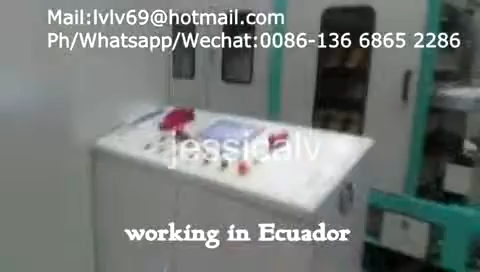 Mail:lvlv69@hotmail.com
Ph/Whatsapp/Wechat:0086-136 6865 2286
jessidalv
working in Ecuador